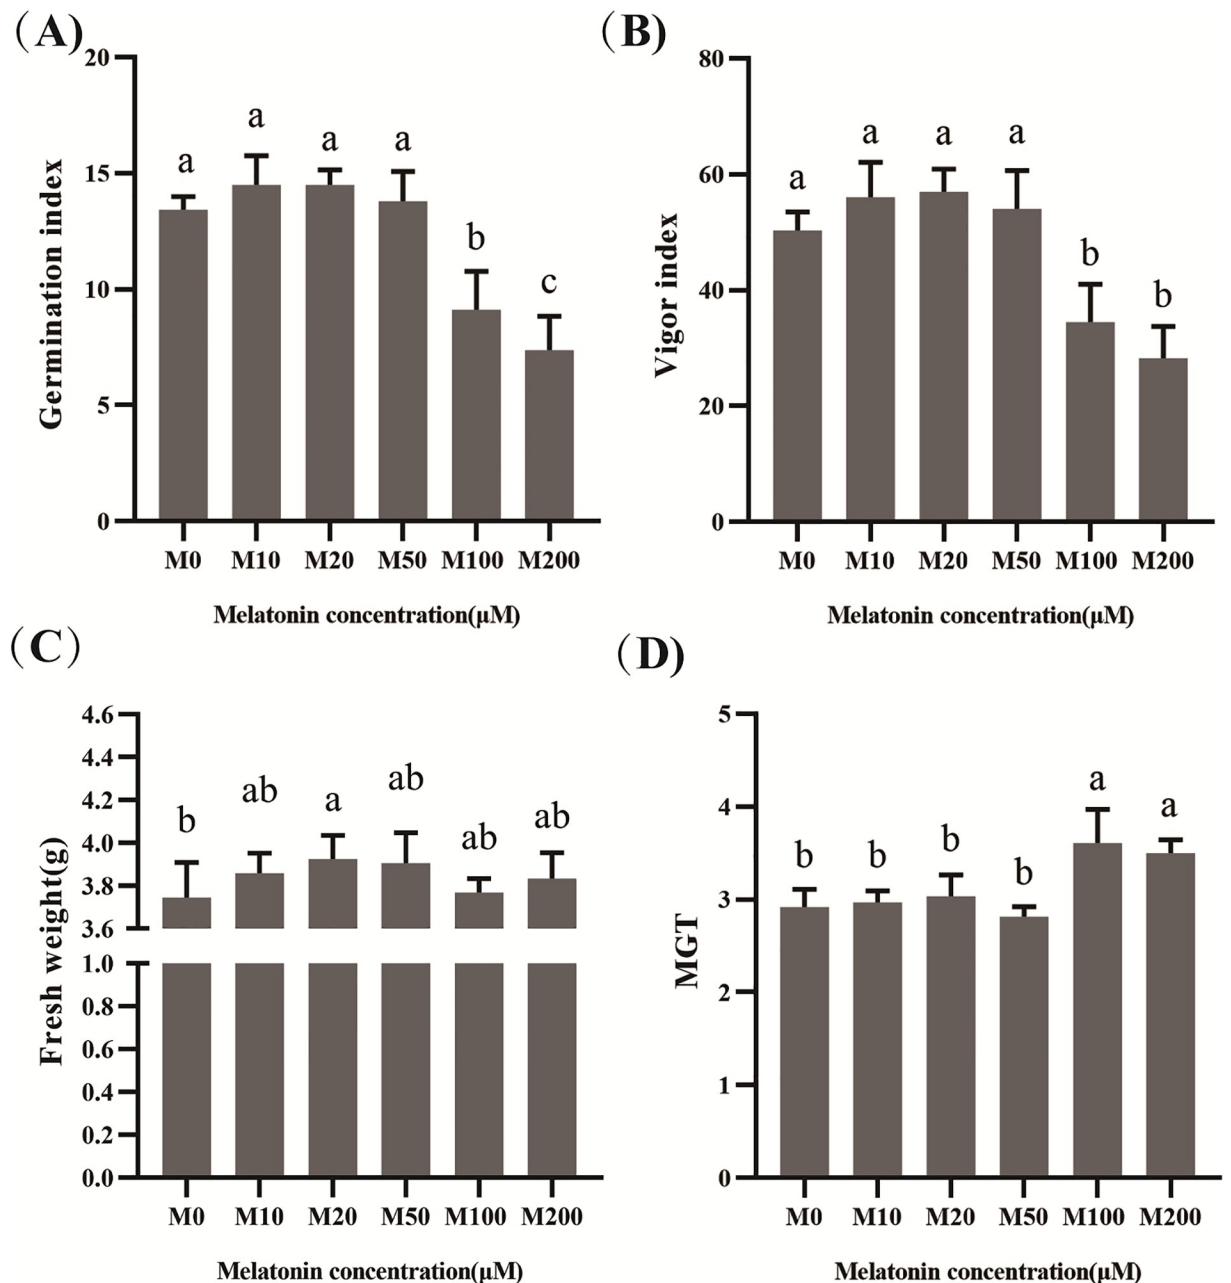 (A)
20
15
10
5
0
Germination index
a
a
a
a
b
c
M0 M10 M20 M50 M100 M200
Melatonin concentration(μM)
(B)
80
60
40
20
0
Vigor index
a
a
a
a
b
b
M0 M10 M20 M50 M100 M200
Melatonin concentration(μM)
(C)
4.6
4.4
4.2
4.0
3.8
3.6
1.0
0.8
0.6
0.4
0.2
0.0
Fresh weight(g)
b
ab
a
ab
ab
ab
M0 M10 M20 M50 M100 M200
Melatonin concentration(μM)
(D)
5
4
3
2
1
0
MGT
b
b
b
b
a
a
M0 M10 M20 M50 M100 M200
Melatonin concentration(μM)